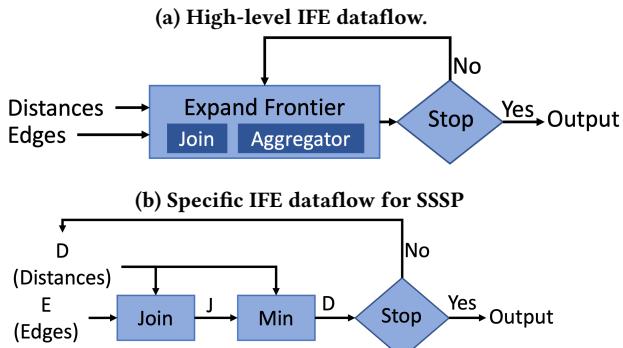 (a) High-level IFE dataflow.
No
Distances
Edges
Expand Frontier
Join
Aggregator
Stop
Yes
Output
(b) Specific IFE dataflow for SSSP
D
(Distances)
No
E
(Edges)
Join
J
Min
D
Stop
Yes
Output